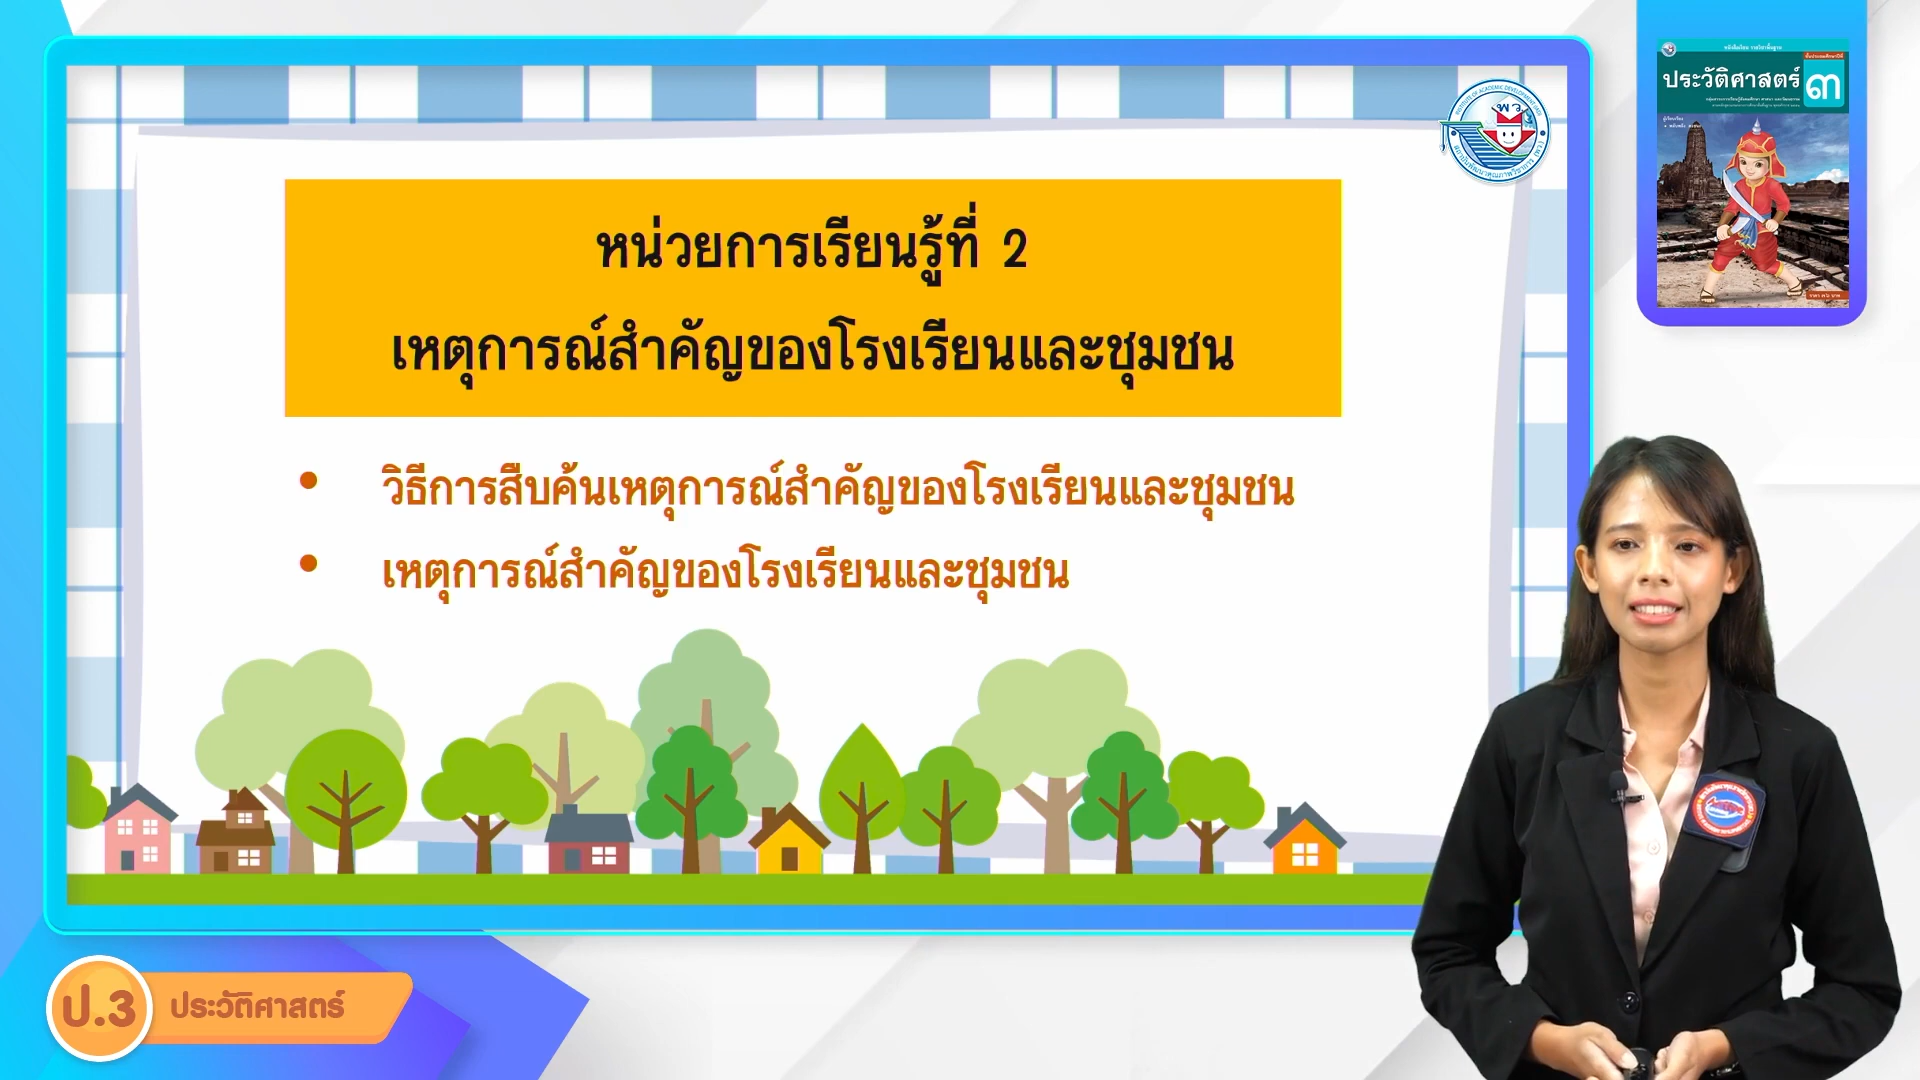 หน่วยการเรียนรู้ที่ 2
เหตุการณ์สำคัญของโรงเรียนและชุมชน
• วิธีการสืบค้นเหตุการณ์สำคัญของโรงเรียนและชุมชน
• เหตุการณ์สำคัญของโรงเรียนและชุมชน
พว.
ประวัติศาสตร์ ๓
ป.3 ประวัติศาสตร์